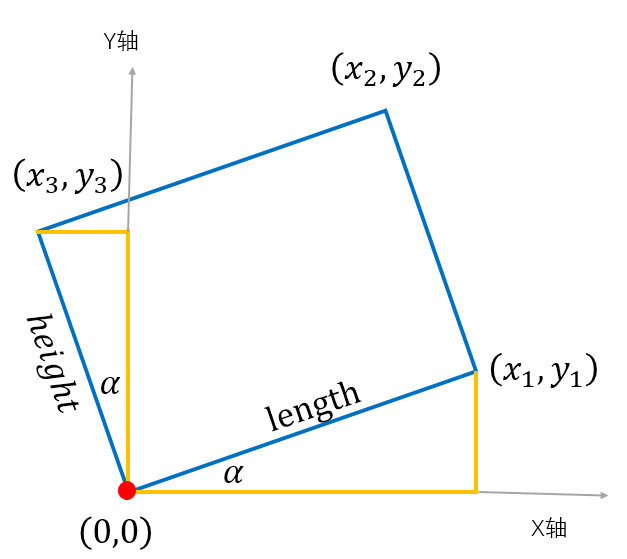 Y轴
(x₂, y₂)
(x₃, y₃)
height
α
(x₁, y₁)
length
α
(0,0)
X轴